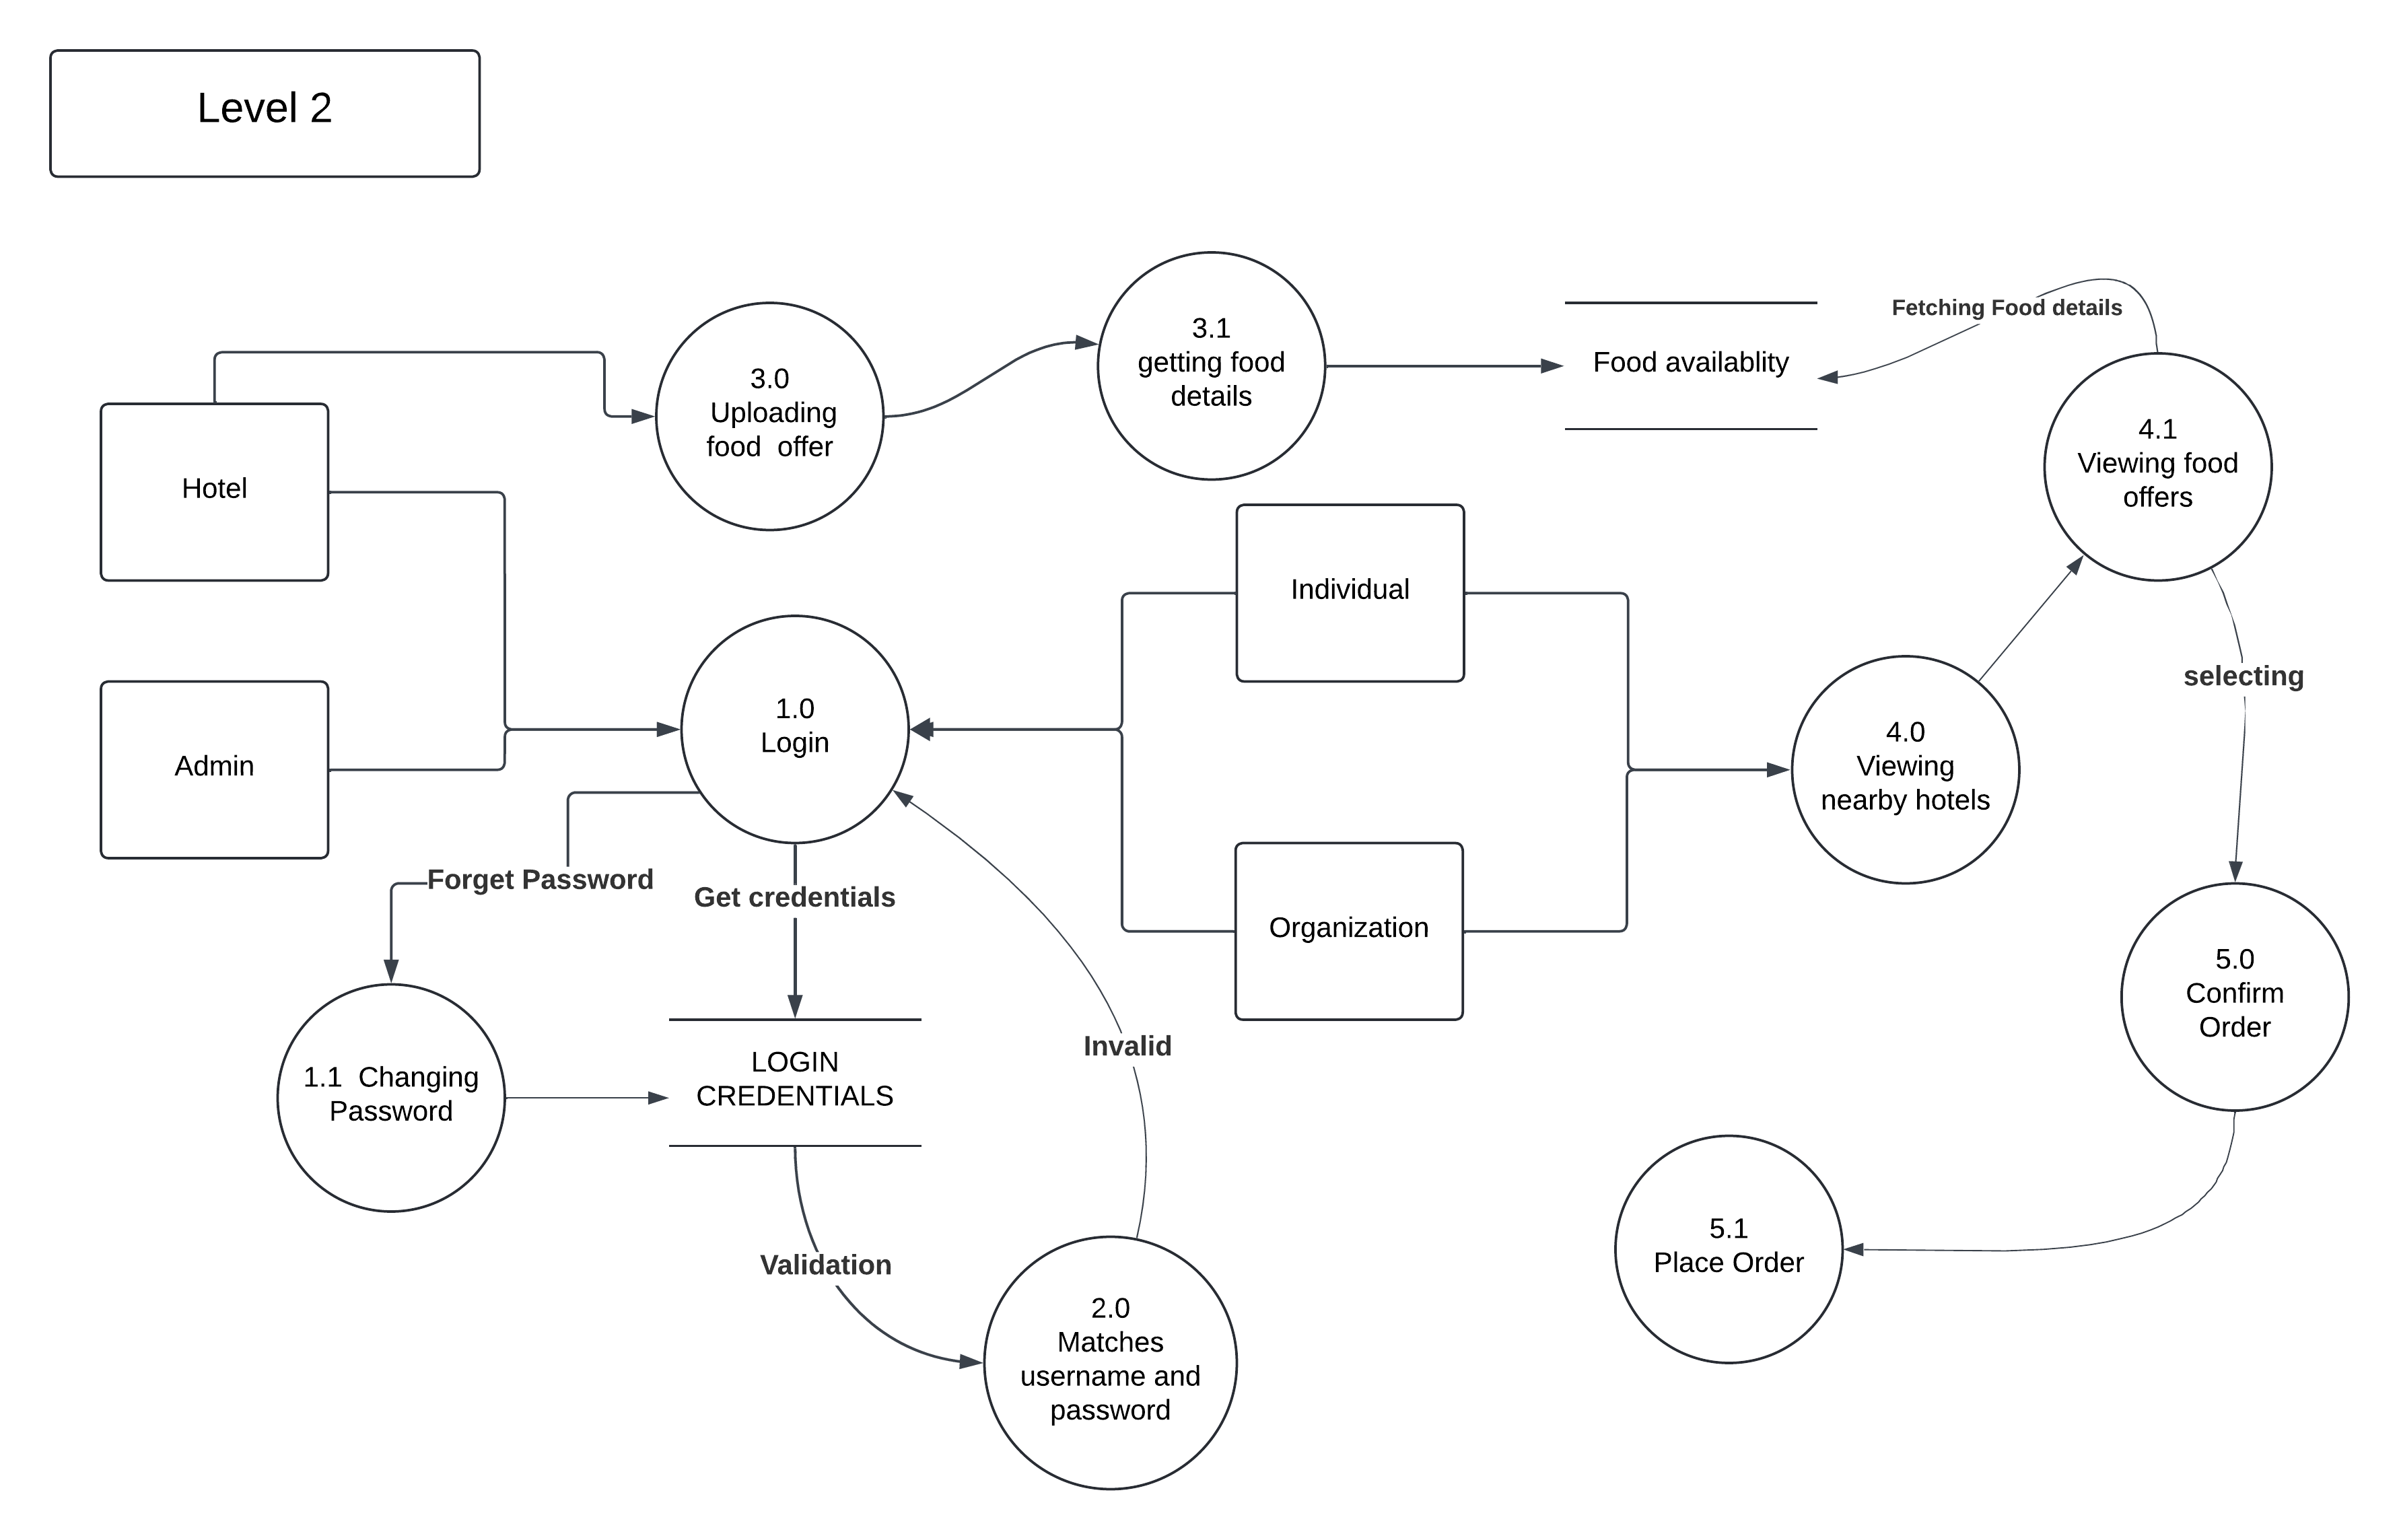 Level 2
3.1
getting food
details
Food availablity
Fetching Food details
3.0
Uploading
food  offer
4.1
Viewing food
offers
Hotel
Individual
selecting
1.0
Login
4.0
Viewing
nearby hotels
Admin
Forget Password
Get credentials
Organization
5.0
Confirm
Order
1.1  Changing
Password
LOGIN
CREDENTIALS
Invalid
5.1
Place Order
Validation
2.0
Matches
username and
password